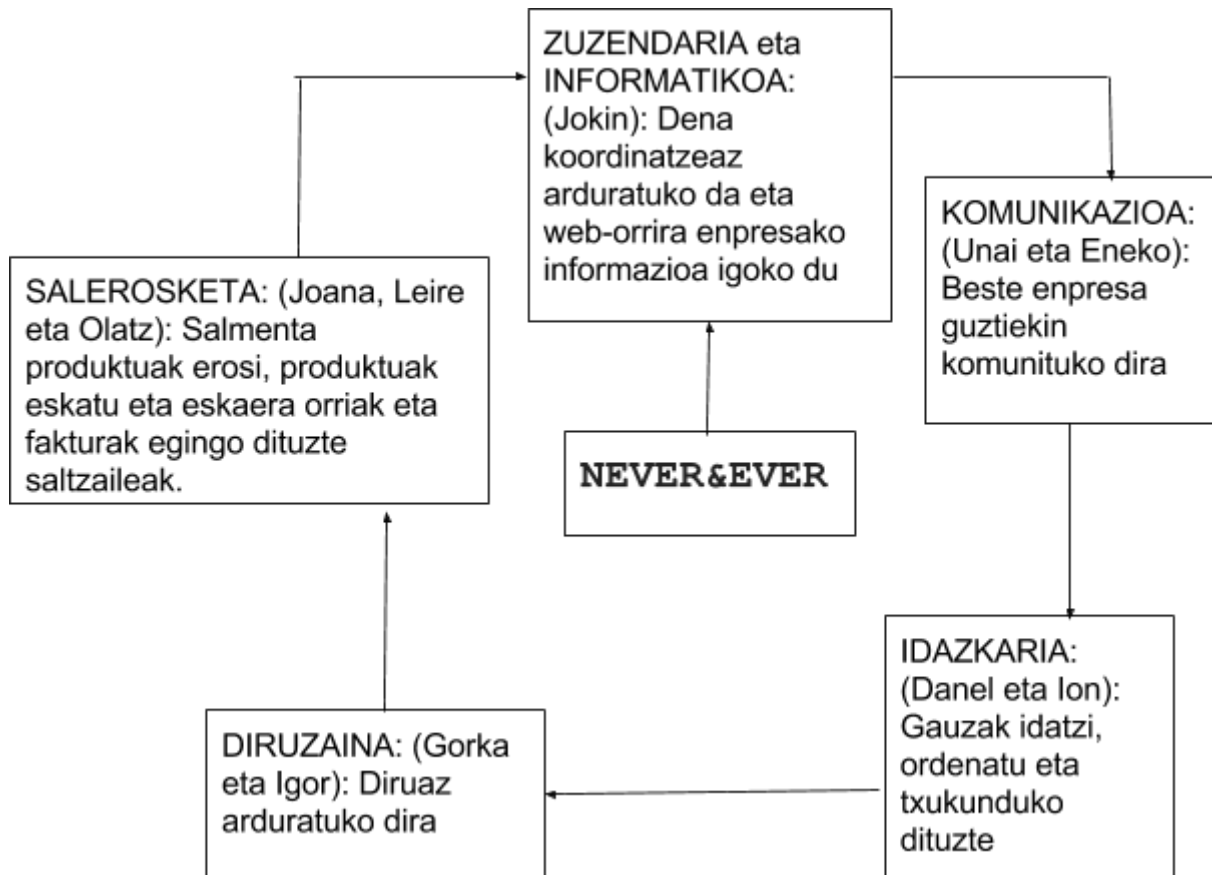 ZUZENDARIA eta
INFORMATIKOA:
(Jokin): Dena
koordinatzeaz
arduratuko da eta
web-orrira enpresako
informazioa igoko du
KOMUNIKAZIOA:
(Unai eta Eneko):
Beste enpresa
guztiekin
komunituko dira
SALEROSKETA: (Joana, Leire
eta Olatz): Salmenta
produktuak erosi, produktuak
eskatu eta eskaera orriak eta
fakturak egingo dituzte
saltzaileak.
NEVER&EVER
IDAZKARIA:
(Danel eta Ion):
Gauzak idatzi,
ordenatu eta
txukunduko
dituzte
DIRUZAINA: (Gorka
eta Igor): Diruaz
arduratuko dira